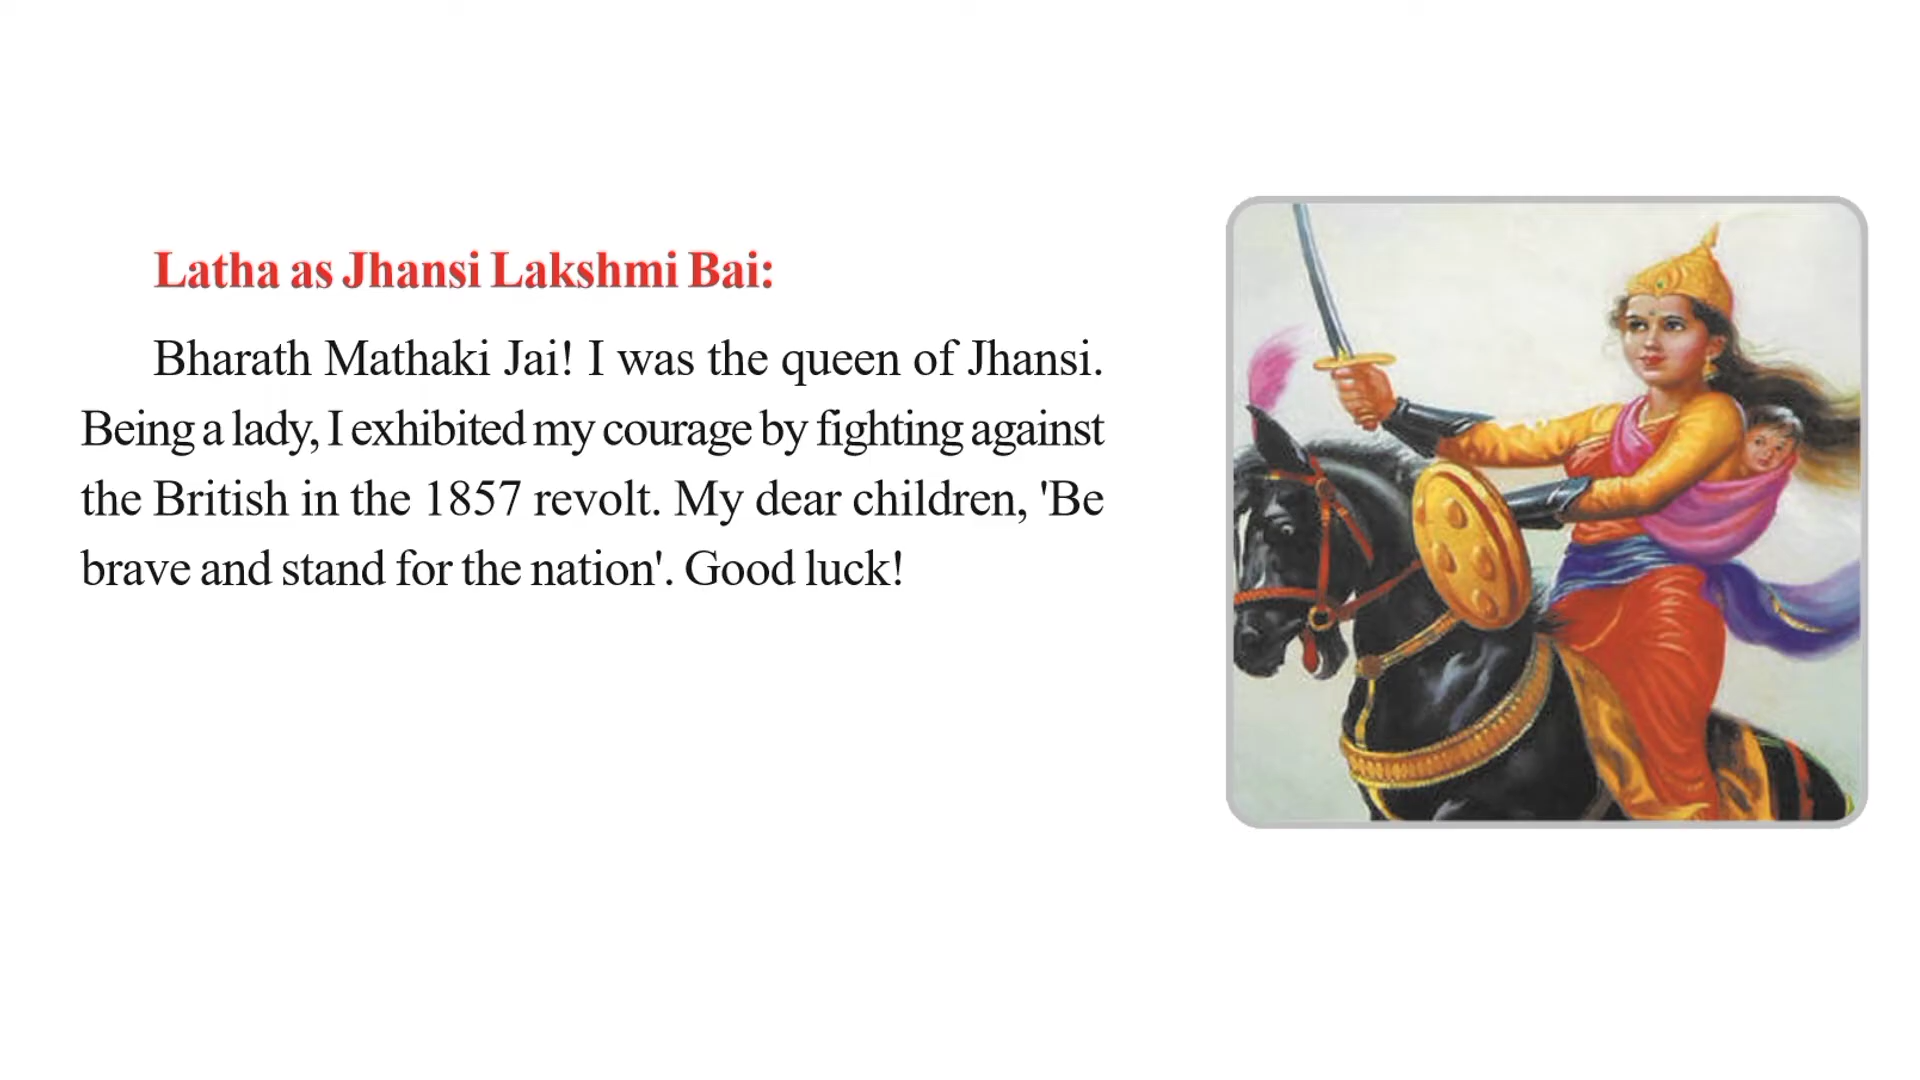 Latha as Jhansi Lakshmi Bai:
Bharath Mathaki Jai! I was the queen of Jhansi.
Being a lady, I exhibited my courage by fighting against
the British in the 1857 revolt. My dear children, 'Be
brave and stand for the nation'. Good luck!